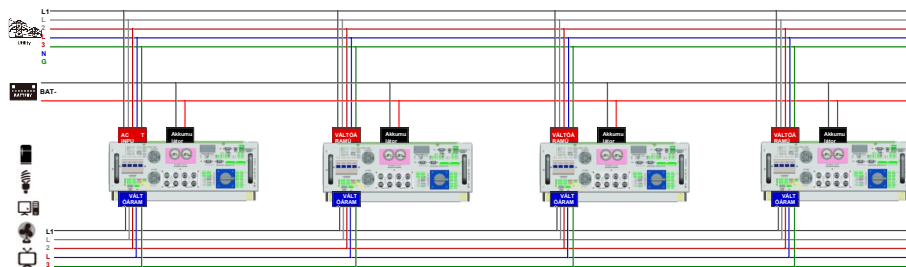 L1
L
2
L
3
N
G
Utility
BATTERY
BAT-
AC T
INPU
Akkumu
látor
VÁLTÓÁ
RAMÚ
Akkumu
látor
VÁLTÓÁ
RAMÚ
Akkumu
látor
VÁLTÓÁ
RAMÚ
Akkumu
látor
VÁLT
ÓÁRAM
VÁLT
ÓÁRAM
VÁLT
ÓÁRAM
VÁLT
ÓÁRAM
L1
L
2
L
3